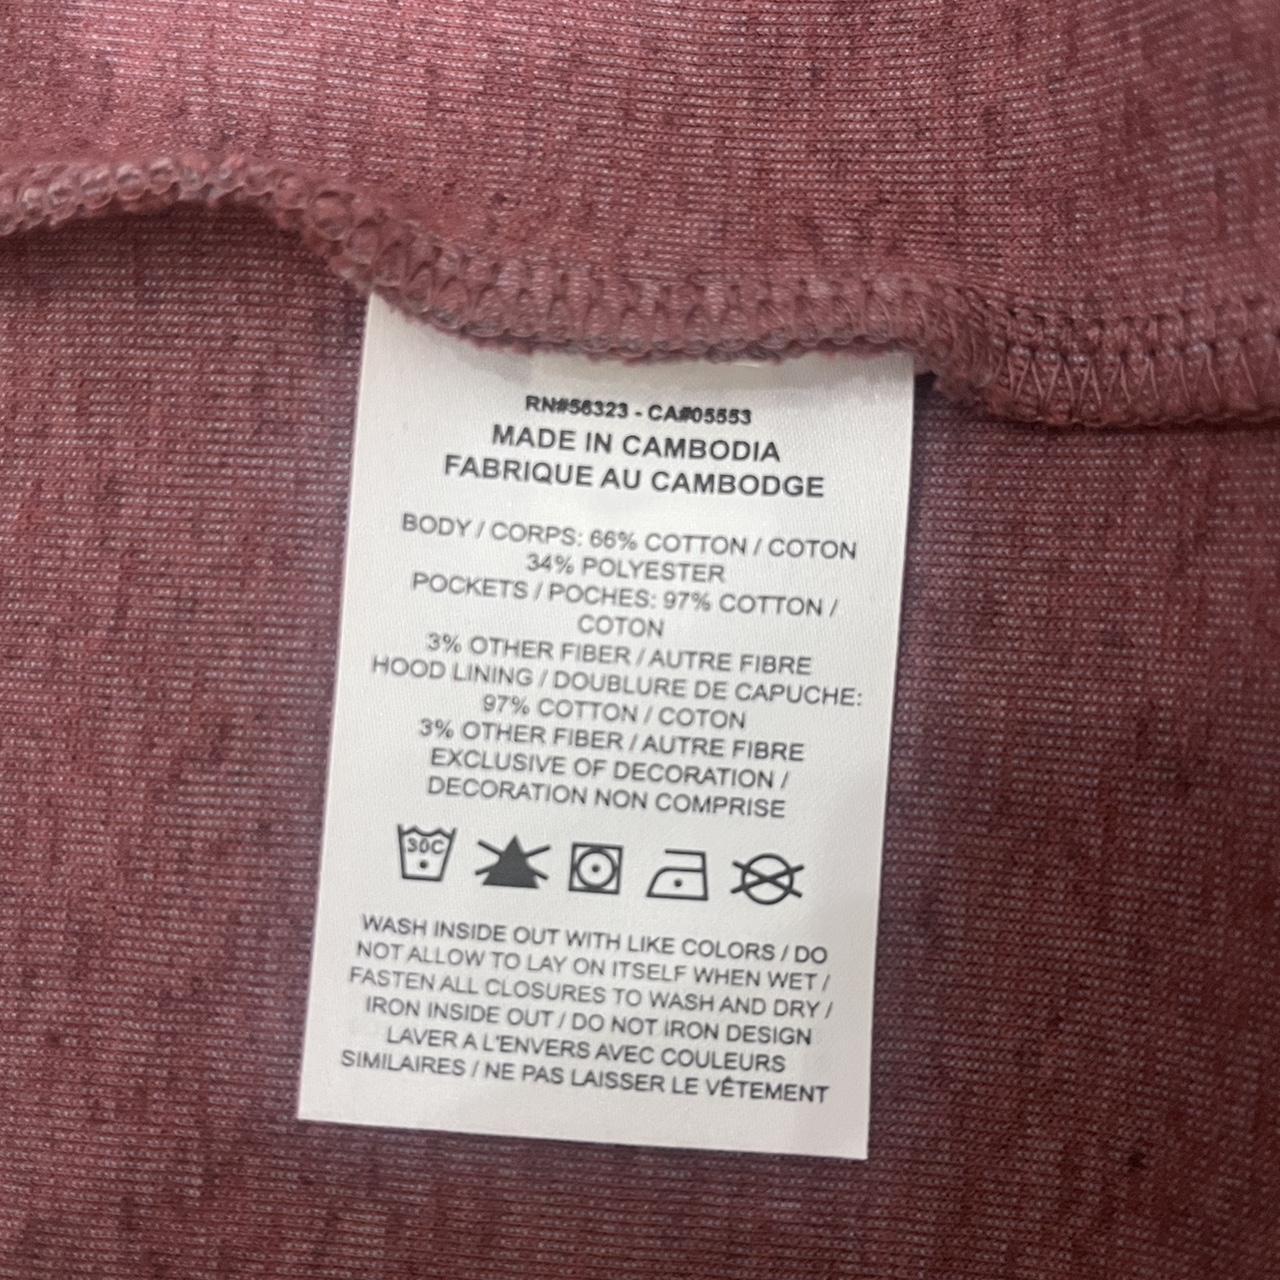 RN#56323 - CA#05553
MADE IN CAMBODIA
FABRIQUE AU CAMBODGE
BODY / CORPS: 66% COTTON / COTON
34% POLYESTER
POCKETS / POCHES: 97% COTTON /
COTON
3% OTHER FIBER / AUTRE FIBRE
HOOD LINING / DOUBLURE DE CAPUCHE:
97% COTTON / COTON
3% OTHER FIBER / AUTRE FIBRE
EXCLUSIVE OF DECORATION /
DECORATION NON COMPRISE
30C
WASH INSIDE OUT WITH LIKE COLORS / DO
NOT ALLOW TO LAY ON ITSELF WHEN WET /
FASTEN ALL CLOSURES TO WASH AND DRY /
IRON INSIDE OUT / DO NOT IRON DESIGN
LAVER A L'ENVERS AVEC COULEURS
SIMILAIRES / NE PAS LAISSER LE VÊTEMENT